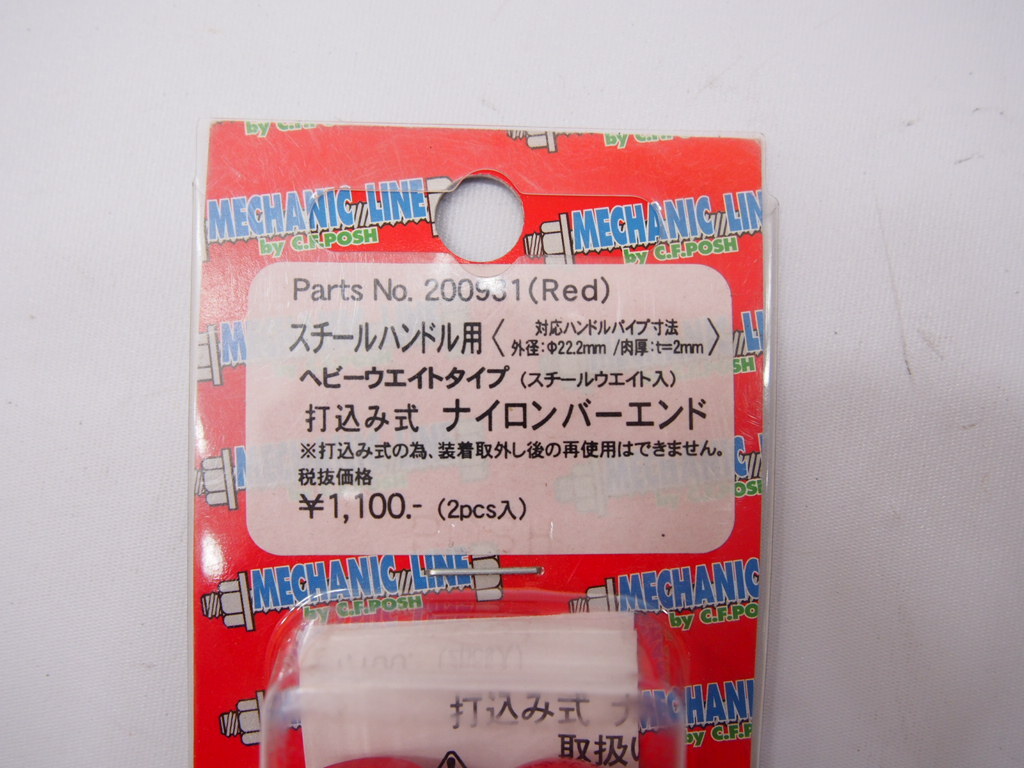 by C.F.POSH
by C.F.
MECHANIC LINE
by C.F.POSH
MECHANIC LIN
by C.F.POSH
Parts No. 200931(Red)
スチールハンドル用〈対応ハンドルパイプ寸法
外径:Φ22.2mm /肉厚:t=2mm〉
ヘビーウエイトタイプ (スチールウエイト入)
打込み式 ナイロンバーエンド
※打込み式の為、装着取外し後の再使用はできません。
税抜価格
¥1,100.- (2pcs入)
MECHANIC LINE
by C.F.POSH
MECHANIC
by C.F.P
打込み式 ナ
取扱い
MECHANI
by C.F.P